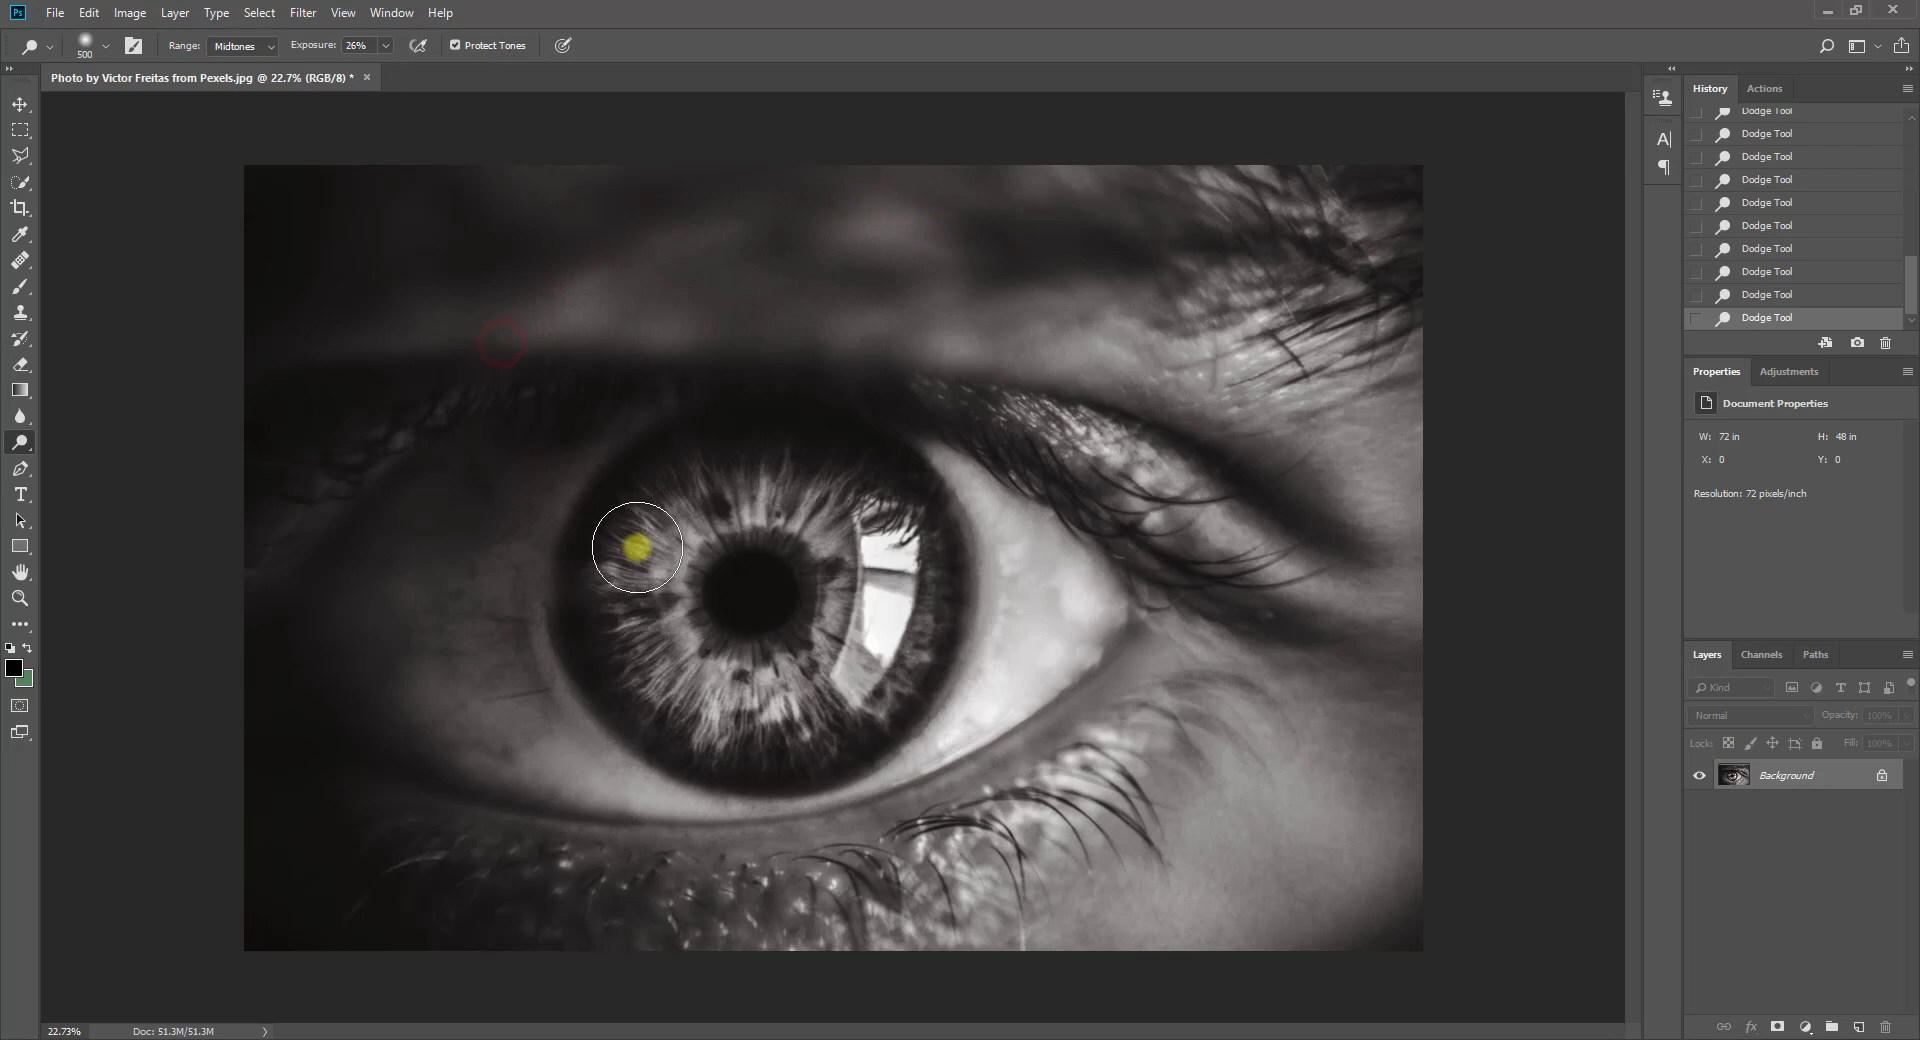 Ps File Edit Image Layer Type Select Filter View Window Help
500 Range: Midtones Exposure: 26% Protect Tones
Photo by Victor Freitas from Pexels.jpg @ 22.7% (RGB/8) * ×
History Actions
Dodge Tool
Dodge Tool
Dodge Tool
Dodge Tool
Dodge Tool
Dodge Tool
Dodge Tool
Dodge Tool
Dodge Tool
Dodge Tool
Properties Adjustments
Document Properties
W: 72 in H: 48 in
X: 0 Y: 0
Resolution: 72 pixels/inch
Layers Channels Paths
Kind
Normal Opacity: 100%
Lock: Fill: 100%
Background
22.73% Doc: 51.3M/51.3M